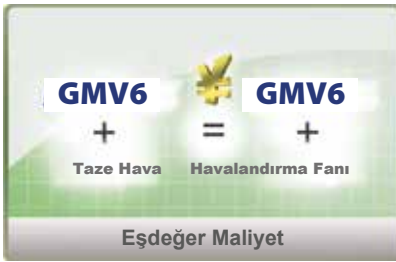 GMV6 ¥ GMV6
+ = +
Taze Hava Havalandırma Fanı
Eşdeğer Maliyet